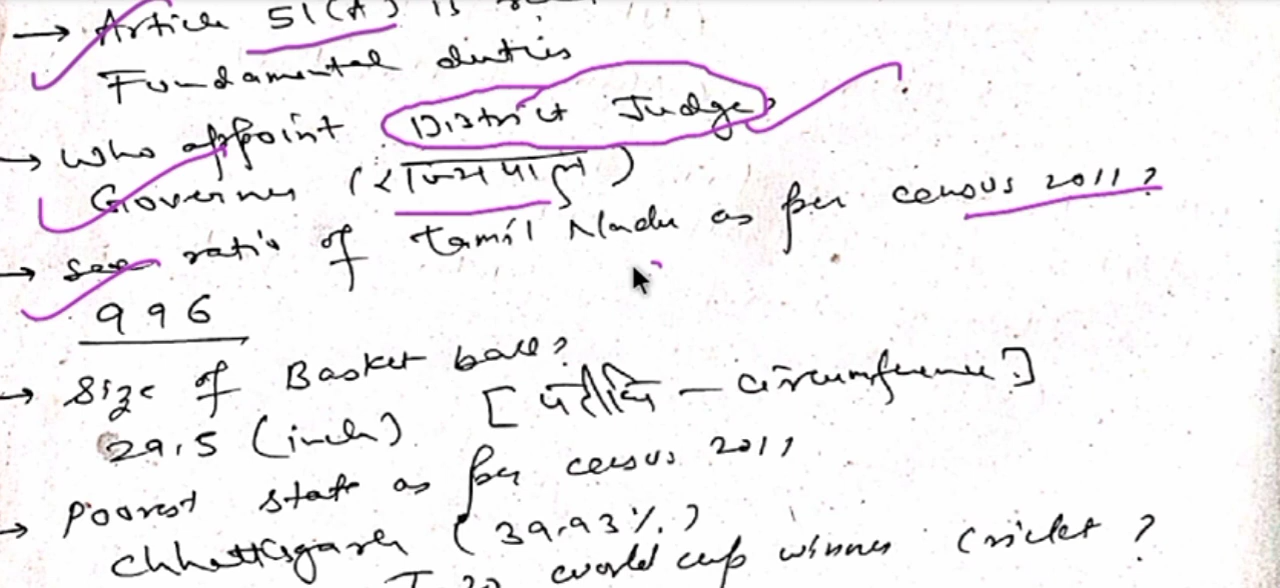 → Article 51(A) is
Fundamental duties
→ Who appoint District Judge?
Governer (राज्यपाल)
→ sex ratio of Tamil Nadu as per census 2011?
996
→ Size of Basket ball?
29.5 (inch) [परिधि - circumference]
→ Poorest state as per census 2011
Chhattisgarh (39.93%)
T-20 world cup winner cricket ?